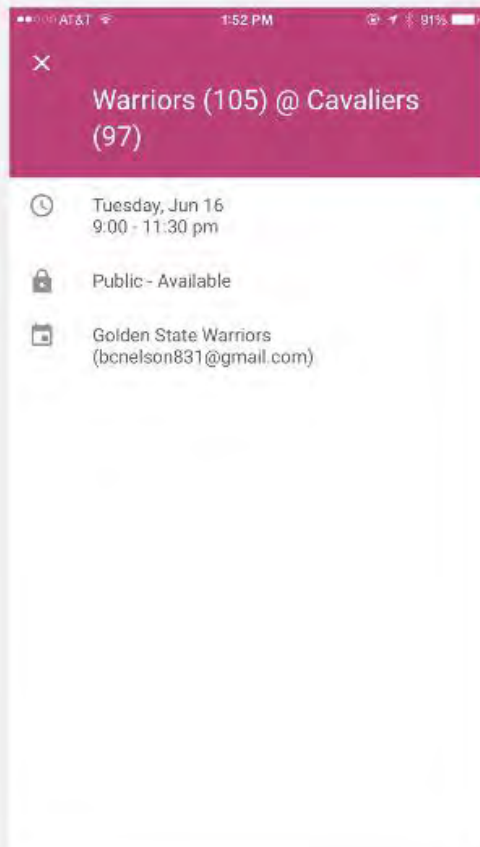 AT&T 1:52 PM 91%
Warriors (105) @ Cavaliers
(97)
Tuesday, Jun 16
9:00 - 11:30 pm
Public - Available
Golden State Warriors
(bcnelson831@gmail.com)